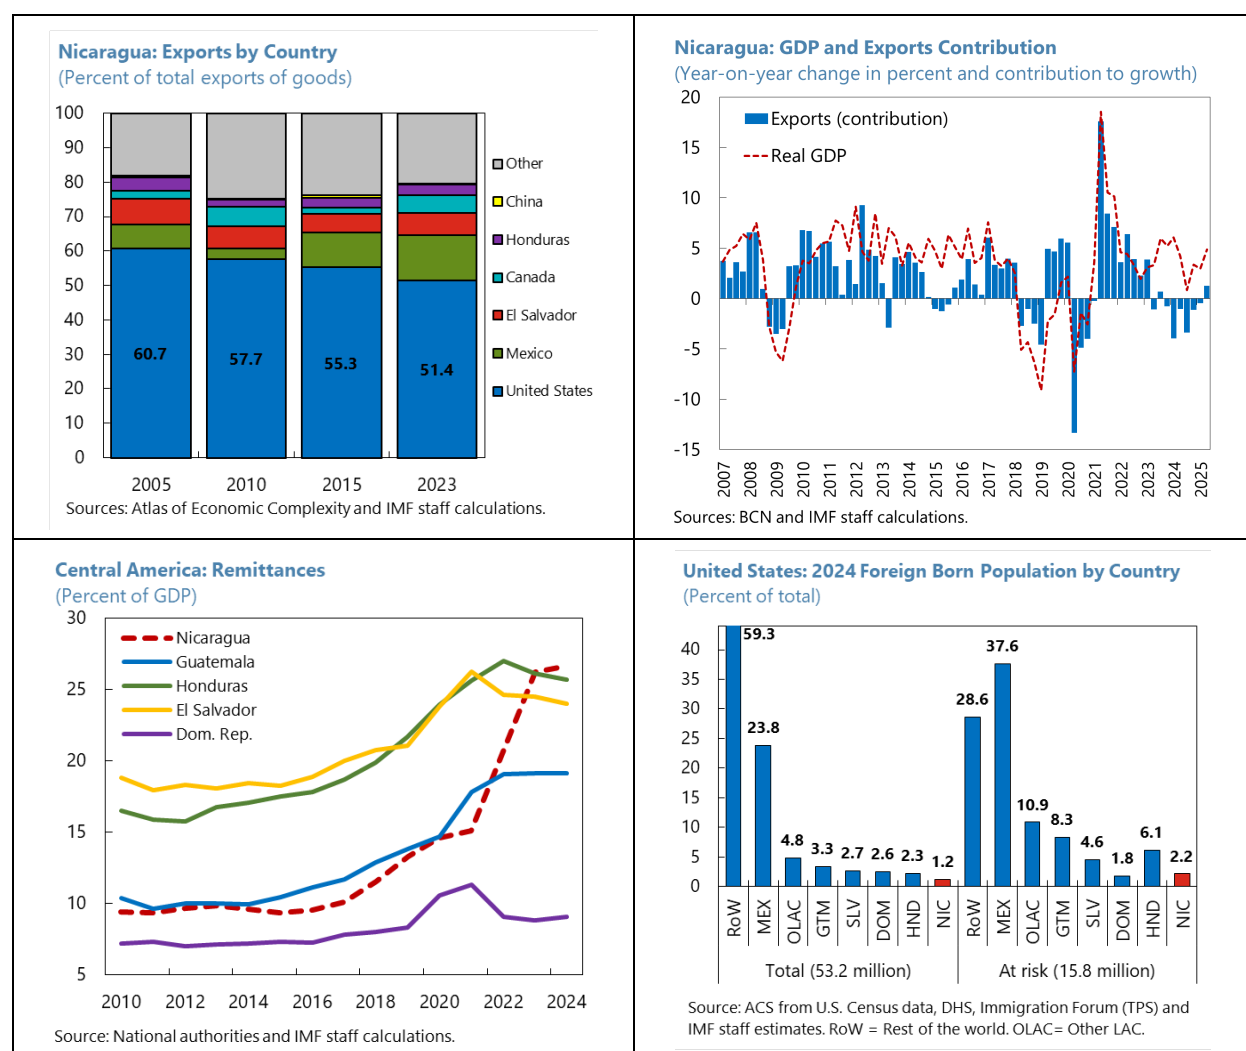 Nicaragua: Exports by Country
(Percent of total exports of goods)
100
90
80
70
60
50
40
30
20
10
0
60.7
57.7
55.3
51.4
2005 2010 2015 2023
Other
China
Honduras
Canada
El Salvador
Mexico
United States
Sources: Atlas of Economic Complexity and IMF staff calculations.
Nicaragua: GDP and Exports Contribution
(Year-on-year change in percent and contribution to growth)
20
15
10
5
0
-5
-10
-15
Exports (contribution)
Real GDP
2007 2008 2009 2010 2011 2012 2013 2014 2015 2016 2017 2018 2019 2020 2021 2022 2023 2024 2025
Sources: BCN and IMF staff calculations.
Central America: Remittances
(Percent of GDP)
30
25
20
15
10
5
Nicaragua
Guatemala
Honduras
El Salvador
Dom. Rep.
2010 2012 2014 2016 2018 2020 2022 2024
Source: National authorities and IMF staff calculations.
United States: 2024 Foreign Born Population by Country
(Percent of total)
40
35
30
25
20
15
10
5
0
59.3
23.8
4.8
3.3
2.7
2.6
2.3
1.2
28.6
37.6
10.9
8.3
4.6
1.8
6.1
2.2
RoW MEX OLAC GTM SLV DOM HND NIC RoW MEX OLAC GTM SLV DOM HND NIC
Total (53.2 million) At risk (15.8 million)
Source: ACS from U.S. Census data, DHS, Immigration Forum (TPS) and
IMF staff estimates. RoW = Rest of the world. OLAC= Other LAC.